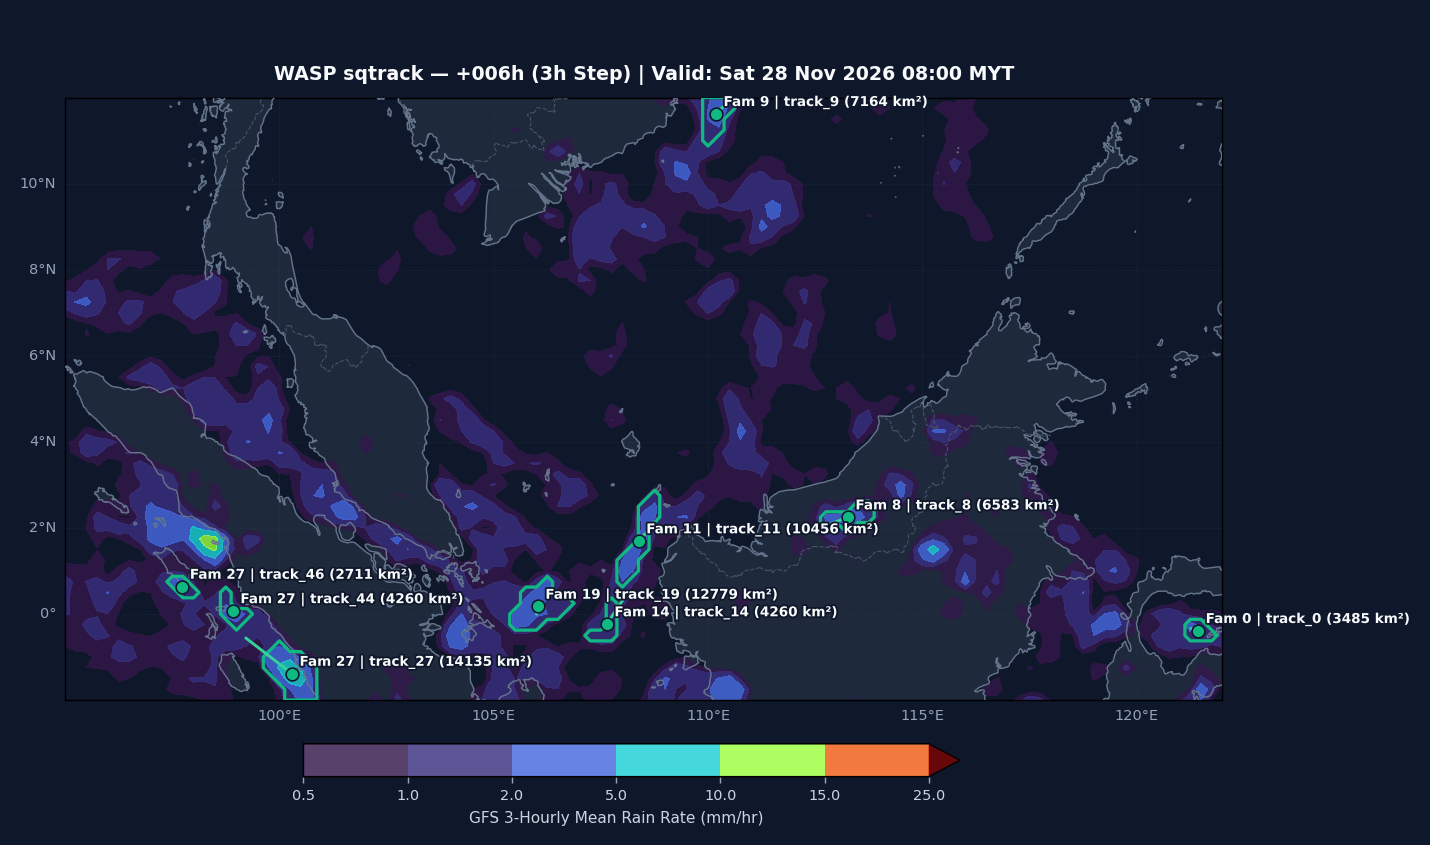 WASP sqtrack — +006h (3h Step) | Valid: Sat 28 Nov 2026 08:00 MYT
Fam 9 | track_9 (7164 km²)
10°N
8°N
6°N
4°N
2°N
0°
Fam 8 | track_8 (6583 km²)
Fam 11 | track_11 (10456 km²)
Fam 27 | track_46 (2711 km²)
Fam 27 | track_44 (4260 km²)
Fam 19 | track_19 (12779 km²)
Fam 14 | track_14 (4260 km²)
Fam 0 | track_0 (3485 km²)
Fam 27 | track_27 (14135 km²)
100°E 105°E 110°E 115°E 120°E
0.5 1.0 2.0 5.0 10.0 15.0 25.0
GFS 3-Hourly Mean Rain Rate (mm/hr)